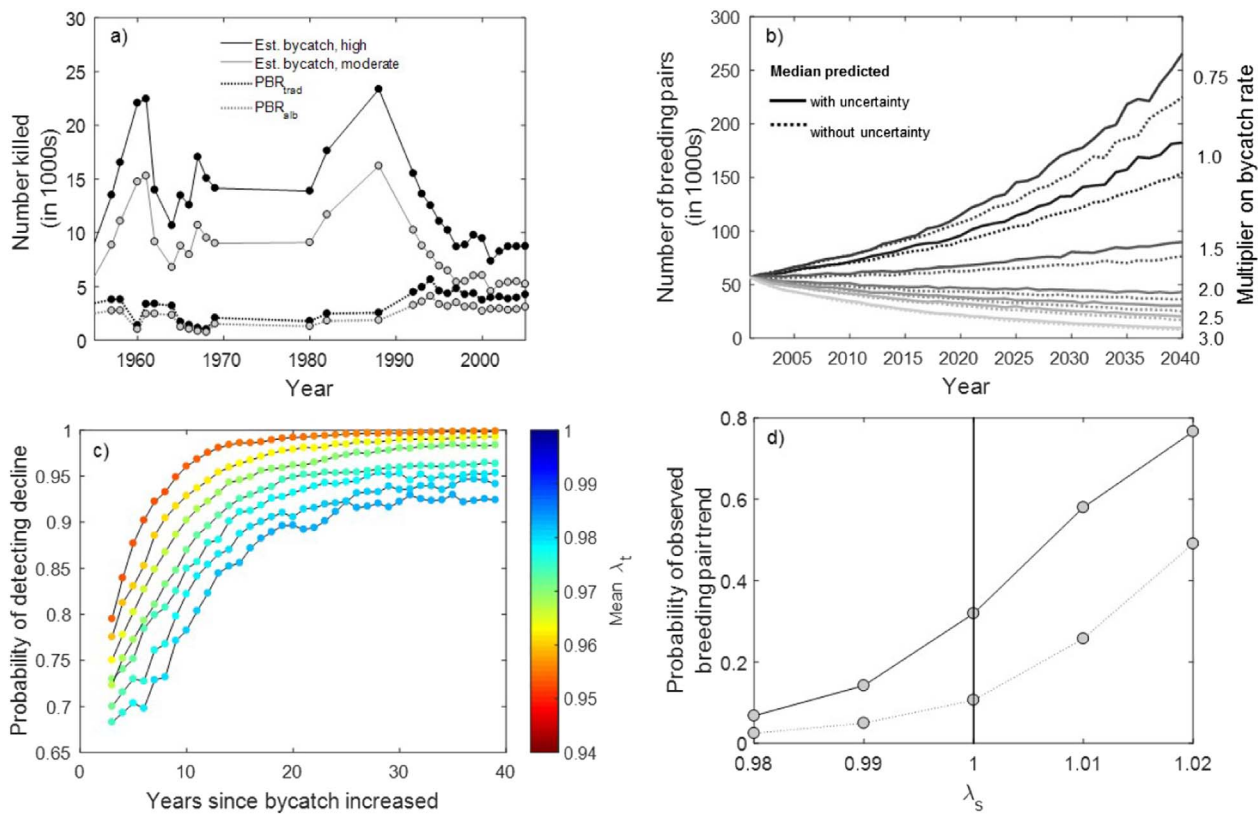 a)
30
25
20
15
10
5
0
Number killed
(in 1000s)
Est. bycatch, high
Est. bycatch, moderate
PBRtrad
PBRalb
1960 1970 1980 1990 2000
Year
b)
300
250
200
150
100
50
0
Number of breeding pairs
(in 1000s)
Median predicted
with uncertainty
without uncertainty
0.75
1.0
1.5
2.0
2.5
3.0
Multiplier on bycatch rate
2005 2010 2015 2020 2025 2030 2035 2040
Year
c)
1
0.95
0.9
0.85
0.8
0.75
0.7
0.65
Probability of detecting decline
0 10 20 30 40
Years since bycatch increased
1
0.99
0.98
0.97
0.96
0.95
0.94
Mean λt
d)
0.8
0.6
0.4
0.2
0
Probability of observed
breeding pair trend
0.98 0.99 1 1.01 1.02
λs